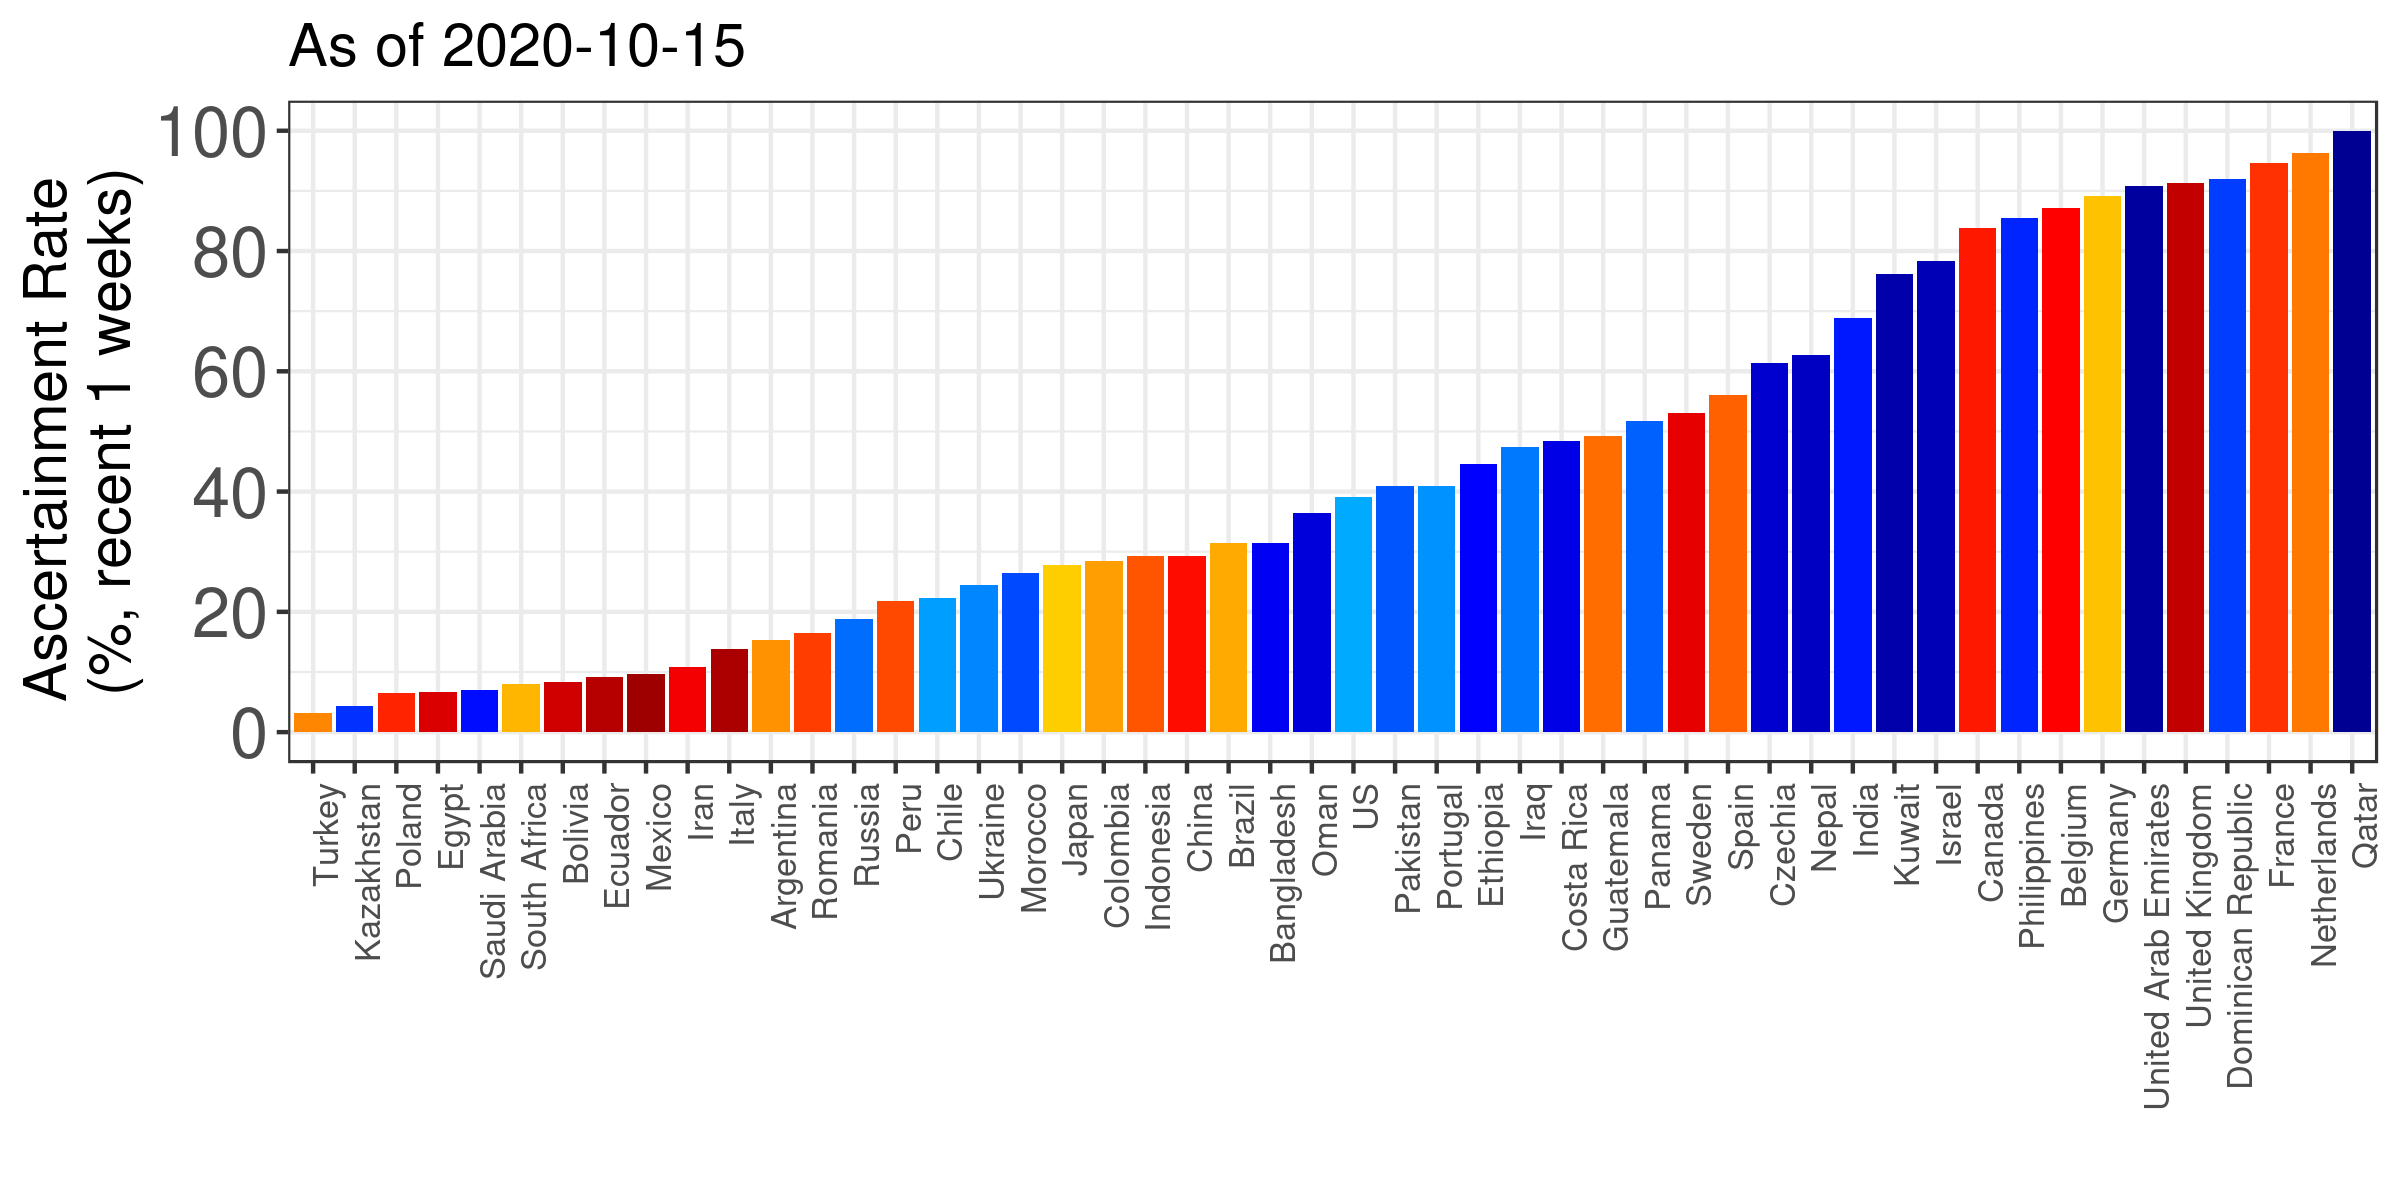 As of 2020-10-15
Ascertainment Rate
(%, recent 1 weeks)
100
80
60
40
20
0
Turkey
Kazakhstan
Poland
Egypt
Saudi Arabia
South Africa
Bolivia
Ecuador
Mexico
Iran
Italy
Argentina
Romania
Russia
Peru
Chile
Ukraine
Morocco
Japan
Colombia
Indonesia
China
Brazil
Bangladesh
Oman
US
Pakistan
Portugal
Ethiopia
Iraq
Costa Rica
Guatemala
Panama
Sweden
Spain
Czechia
Nepal
India
Kuwait
Israel
Canada
Philippines
Belgium
Germany
United Arab Emirates
United Kingdom
Dominican Republic
France
Netherlands
Qatar